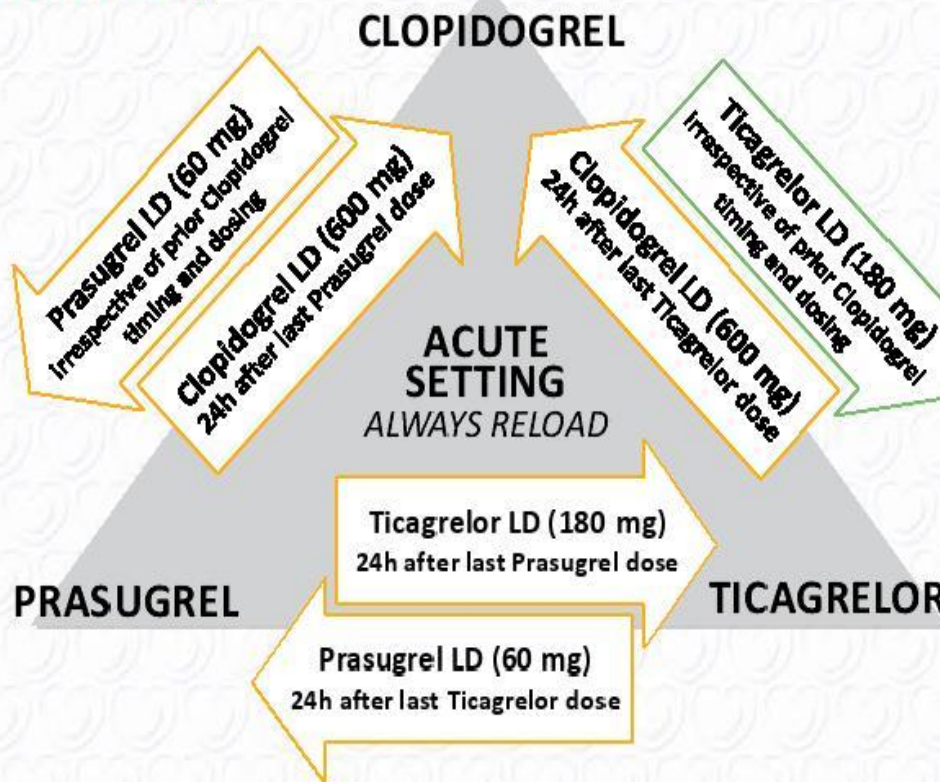 CLOPIDOGREL
Prasugrel LD (60 mg)
irrespective of prior Clopidogrel
timing and dosing
Clopidogrel LD (600 mg)
24h after last Prasugrel dose
Clopidogrel LD (600 mg)
24h after last Ticagrelor dose
Ticagrelor LD (180 mg)
irrespective of prior Clopidogrel
timing and dosing
ACUTE
SETTING
ALWAYS RELOAD
Ticagrelor LD (180 mg)
24h after last Prasugrel dose
PRASUGREL
TICAGRELOR
Prasugrel LD (60 mg)
24h after last Ticagrelor dose